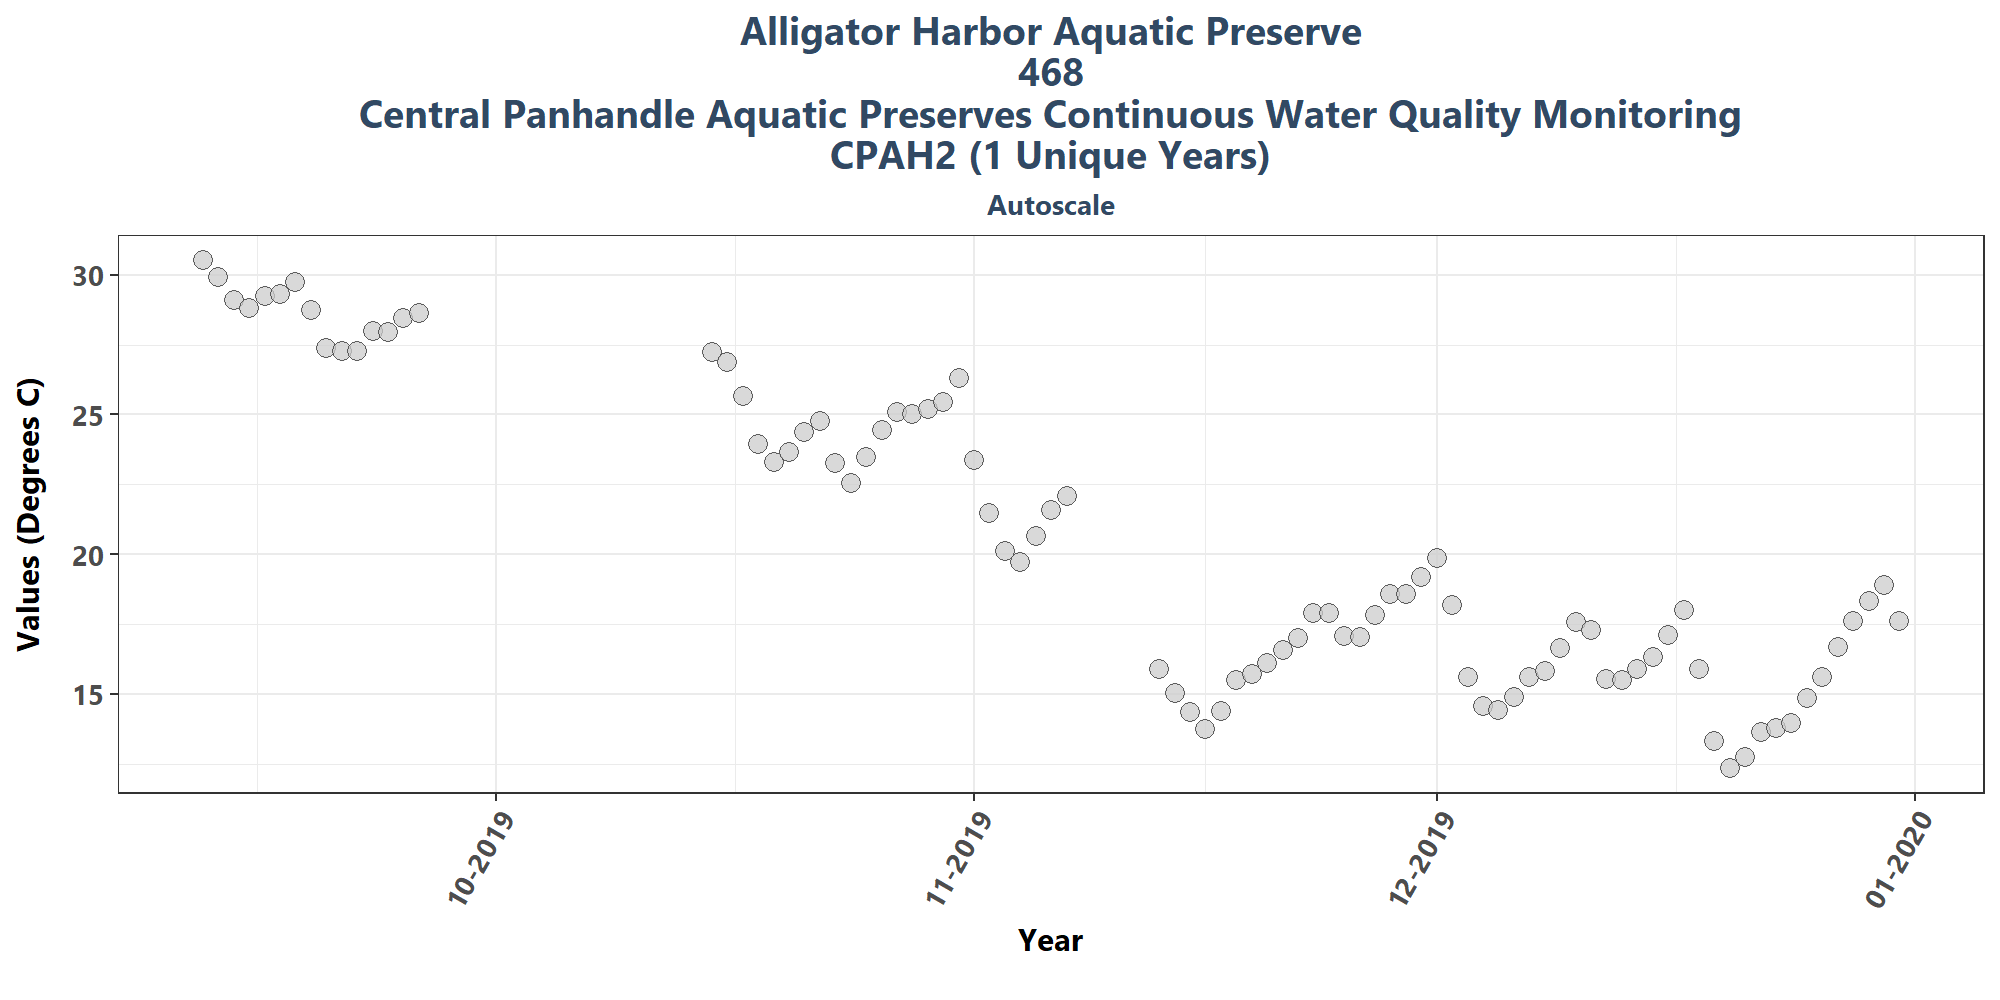 Alligator Harbor Aquatic Preserve
468
Central Panhandle Aquatic Preserves Continuous Water Quality Monitoring
CPAH2 (1 Unique Years)
Autoscale
Values (Degrees C)
30
25
20
15
10-2019
11-2019
12-2019
01-2020
Year